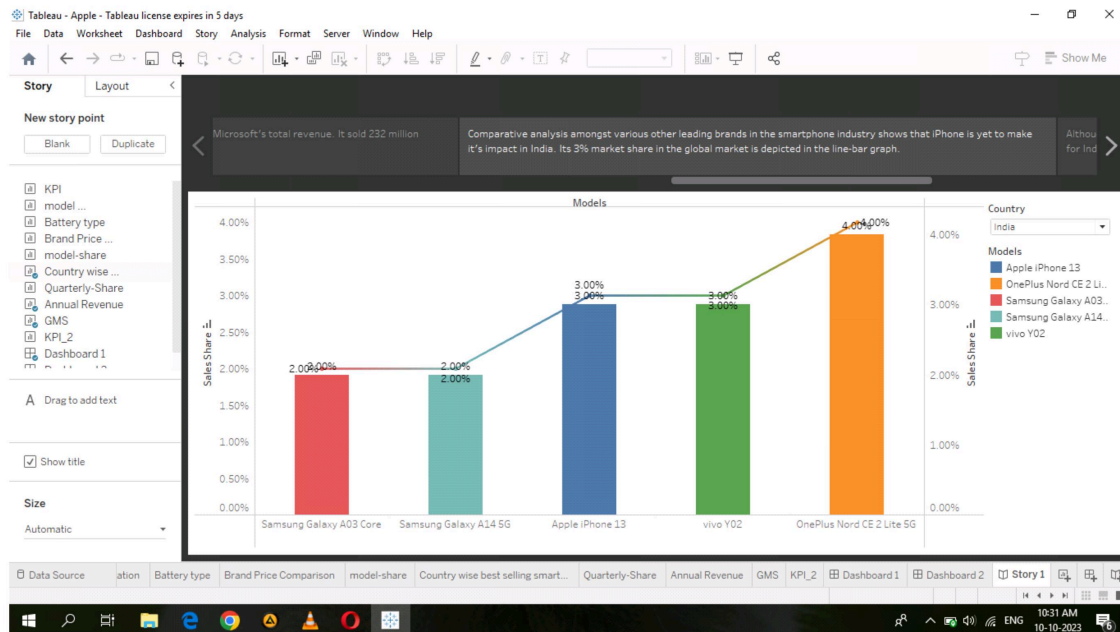 Tableau - Apple - Tableau license expires in 5 days
File Data Worksheet Dashboard Story Analysis Format Server Window Help
Show Me
Story Layout
New story point
Blank Duplicate
KPI
model ...
Battery type
Brand Price ...
model-share
Country wise ...
Quarterly-Share
Annual Revenue
GMS
KPI_2
Dashboard 1
A Drag to add text
Show title
Size
Automatic
Microsoft's total revenue. It sold 232 million
Comparative analysis amongst various other leading brands in the smartphone industry shows that iPhone is yet to make
it's impact in India. Its 3% market share in the global market is depicted in the line-bar graph.
Althou
for Ind
Models
Sales Share
4.00%
3.50%
3.00%
2.50%
2.00%
1.50%
1.00%
0.50%
0.00%
2.00% 2.00%
2.00%
2.00%
3.00%
3.00%
3.00%
3.00%
4.00% 4.00%
Samsung Galaxy A03 Core Samsung Galaxy A14 5G Apple iPhone 13 vivo Y02 OnePlus Nord CE 2 Lite 5G
4.00%
3.00%
2.00%
1.00%
0.00%
Sales Share
Country
India
Models
Apple iPhone 13
OnePlus Nord CE 2 Li..
Samsung Galaxy A03..
Samsung Galaxy A14..
vivo Y02
Data Source ation Battery type Brand Price Comparison model-share Country wise best selling smart... Quarterly-Share Annual Revenue GMS KPI_2 Dashboard 1 Dashboard 2 Story 1
ENG
10:31 AM
10-10-2023
6